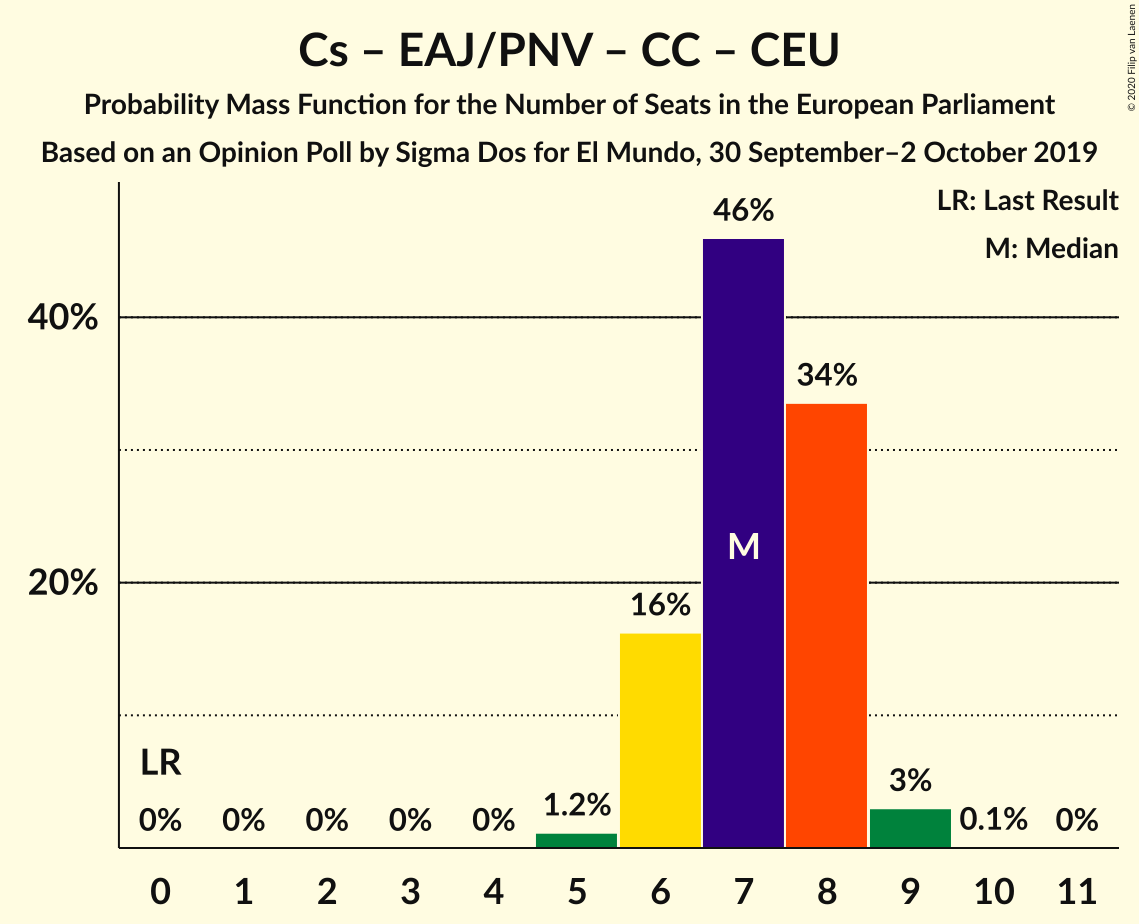 Cs – EAJ/PNV – CC – CEU
Probability Mass Function for the Number of Seats in the European Parliament
Based on an Opinion Poll by Sigma Dos for El Mundo, 30 September–2 October 2019
© 2020 Filip van Laenen
LR: Last Result
M: Median
40%
20%
46%
34%
M
16%
LR
0% 0% 0% 0% 0% 1.2% 3% 0.1% 0%
0 1 2 3 4 5 6 7 8 9 10 11